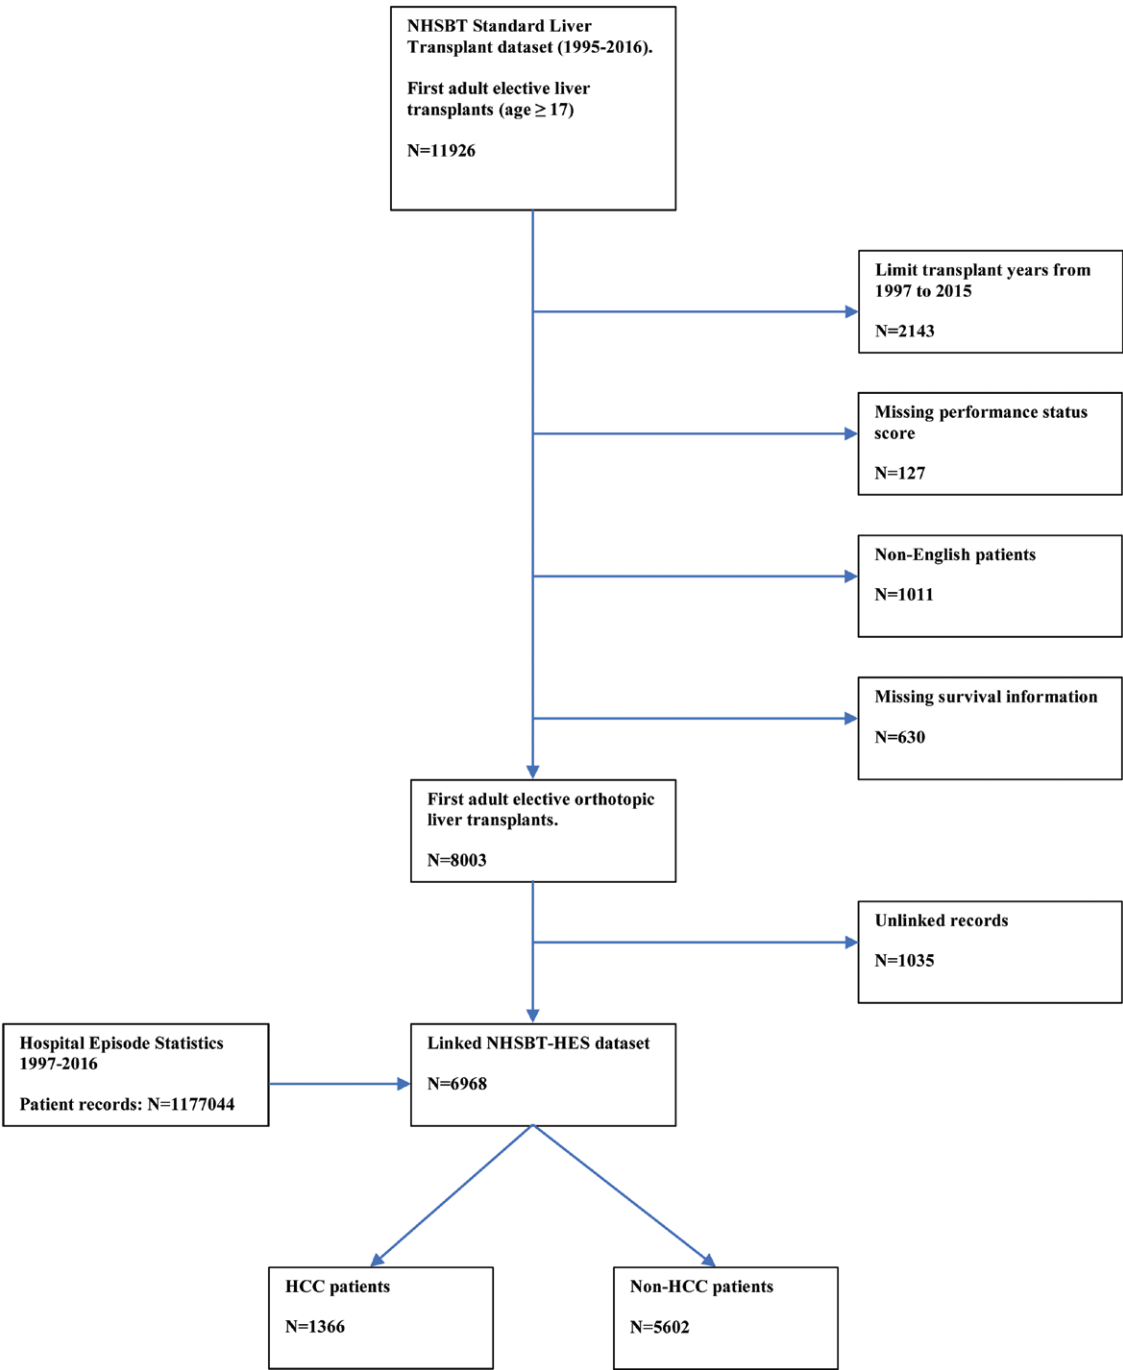 NHSBT Standard Liver
Transplant dataset (1995-2016).
First adult elective liver
transplants (age ≥ 17)
N=11926
Limit transplant years from
1997 to 2015
N=2143
Missing performance status
score
N=127
Non-English patients
N=1011
Missing survival information
N=630
First adult elective orthotopic
liver transplants.
N=8003
Unlinked records
N=1035
Hospital Episode Statistics
1997-2016
Patient records: N=1177044
Linked NHSBT-HES dataset
N=6968
HCC patients
N=1366
Non-HCC patients
N=5602